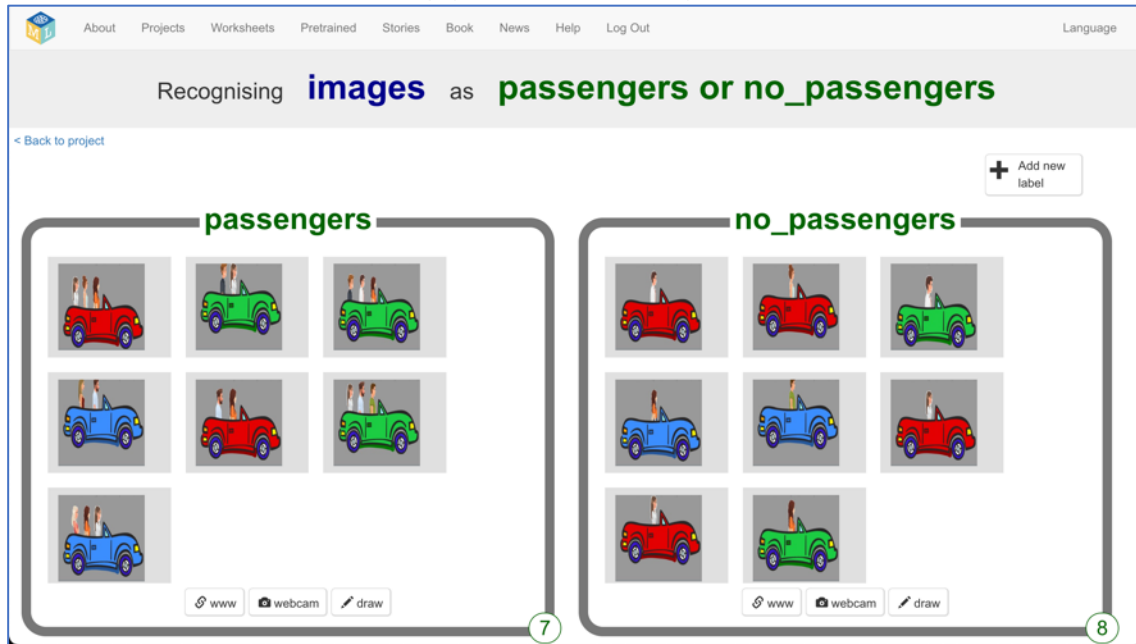 ML
About Projects Worksheets Pretrained Stories Book News Help Log Out Language
Recognising images as passengers or no_passengers
< Back to project
Add new
label
passengers
no_passengers
www webcam draw
7
www webcam draw
8